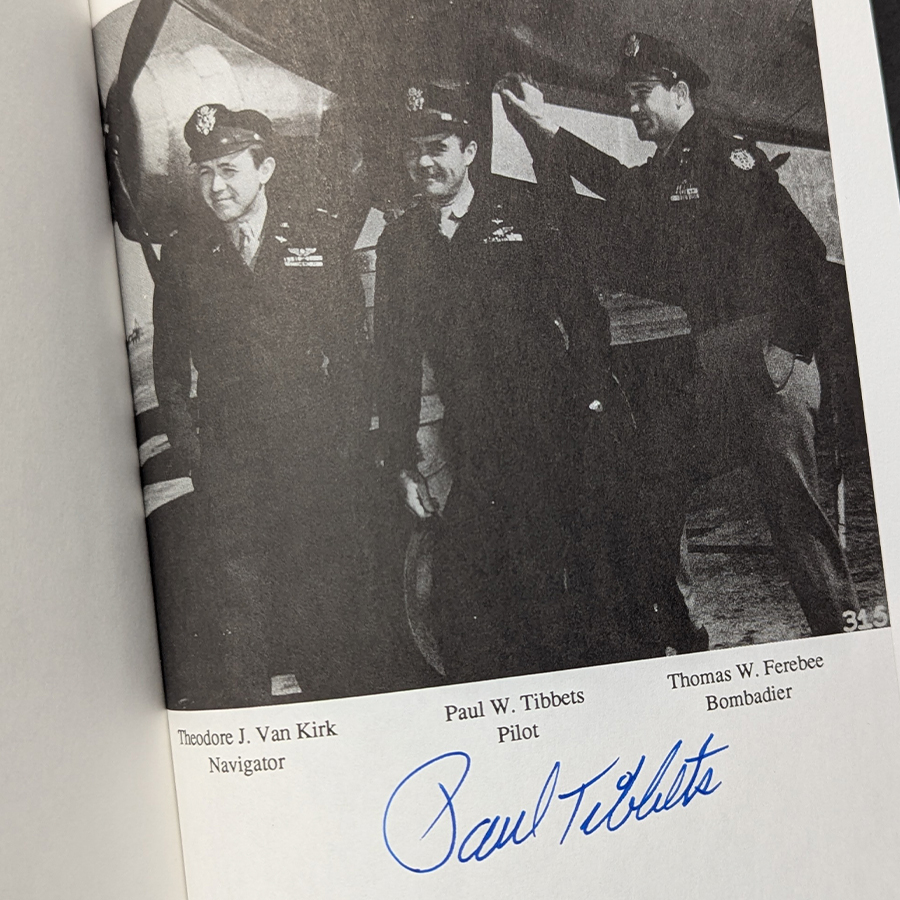 315
Theodore J. Van Kirk
Navigator
Paul W. Tibbets
Pilot
Thomas W. Ferebee
Bombadier
Paul Tibbets